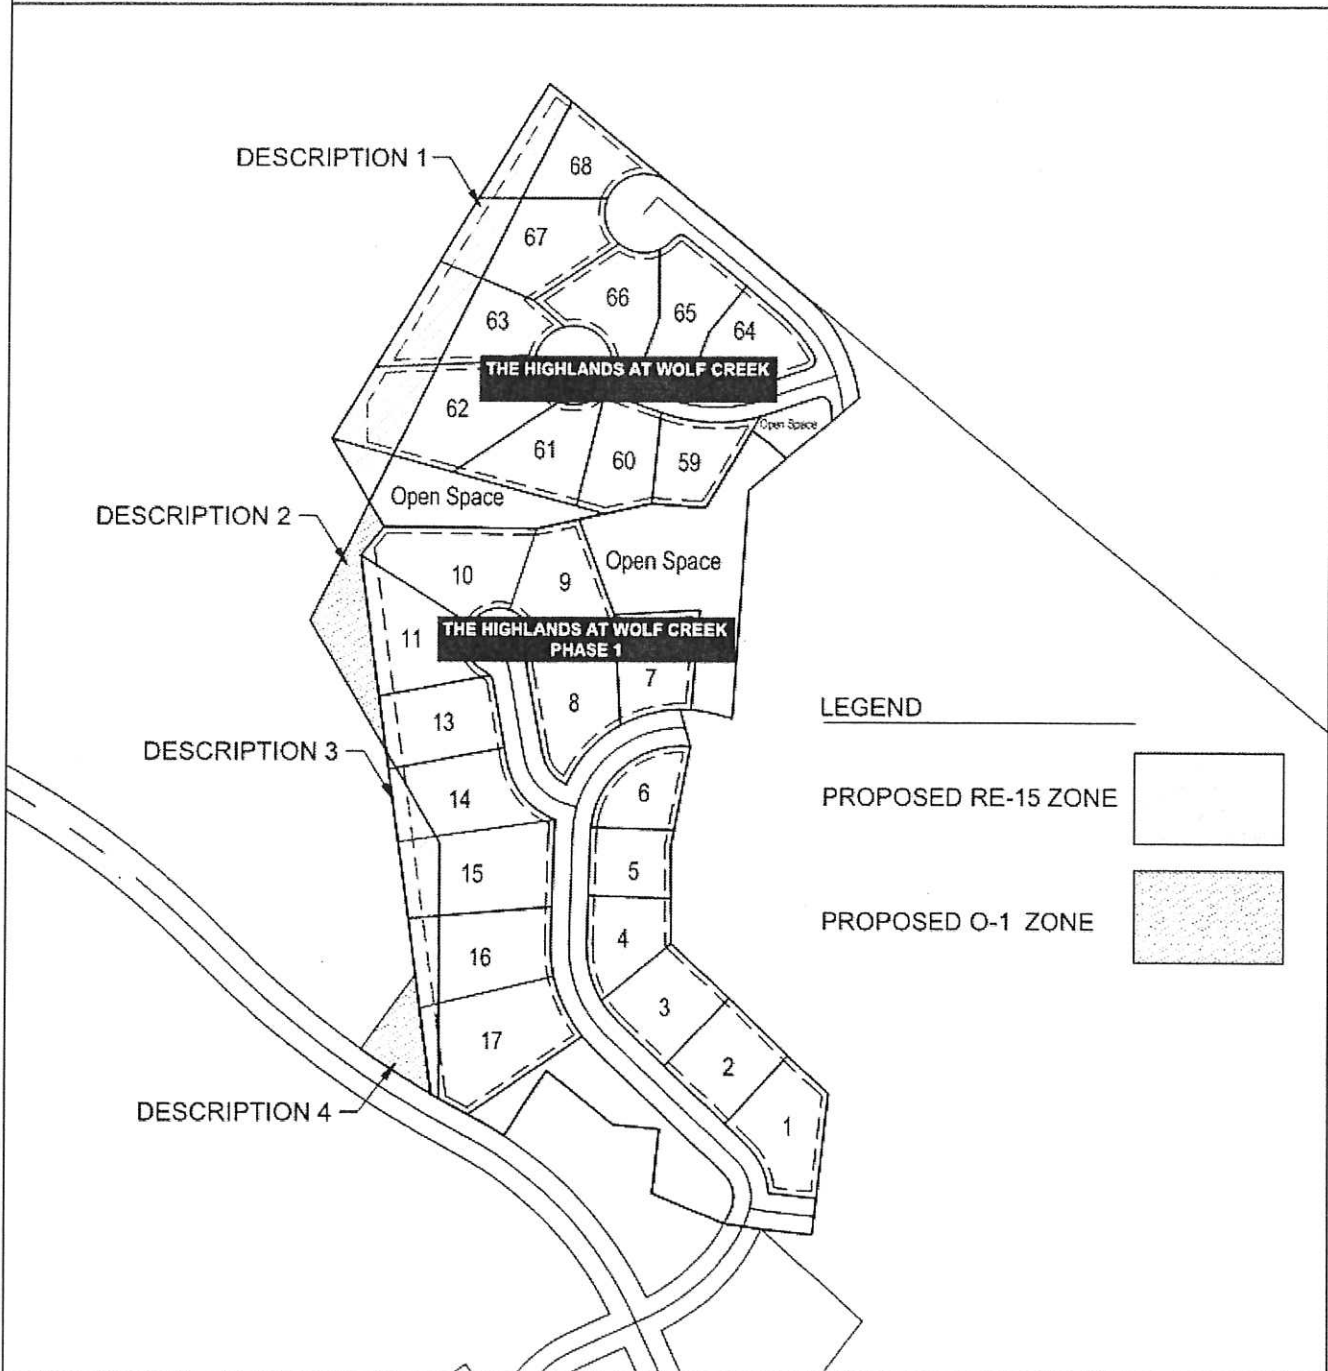 DESCRIPTION 1
68
67
66
65
63
64
THE HIGHLANDS AT WOLF CREEK
62
61
60
59
Open Space
Open Space
DESCRIPTION 2
10
9
Open Space
11
THE HIGHLANDS AT WOLF CREEK
PHASE 1
7
8
13
LEGEND
DESCRIPTION 3
14
6
PROPOSED RE-15 ZONE
15
5
4
PROPOSED O-1 ZONE
16
3
17
2
DESCRIPTION 4
1